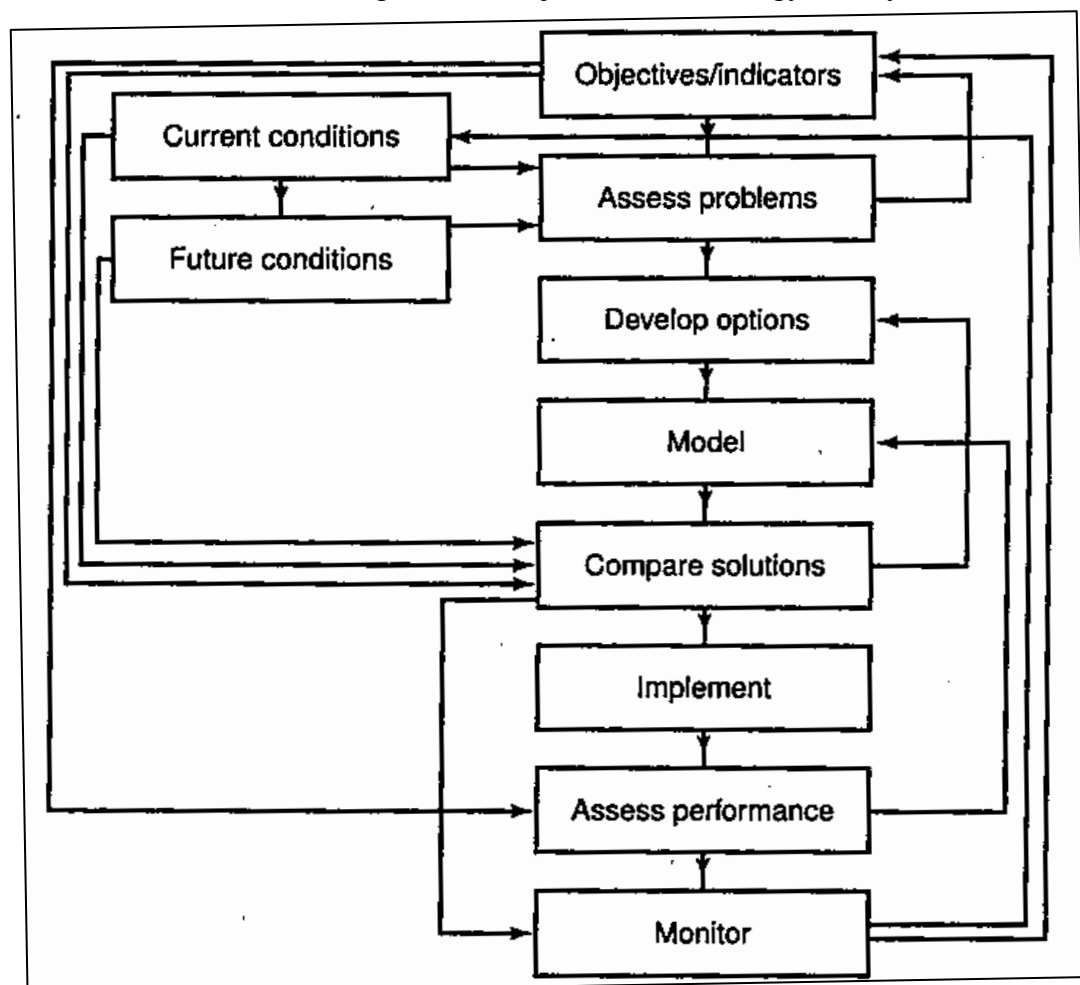 Objectives/indicators
Current conditions
Assess problems
Future conditions
Develop options
Model
Compare solutions
Implement
Assess performance
Monitor